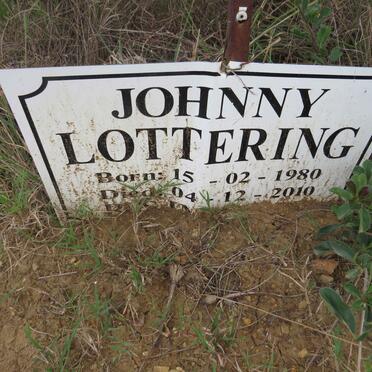 JOHNNY
LOTTERING
Born: 15 - 02 - 1980
Died: 04 - 12 - 2010